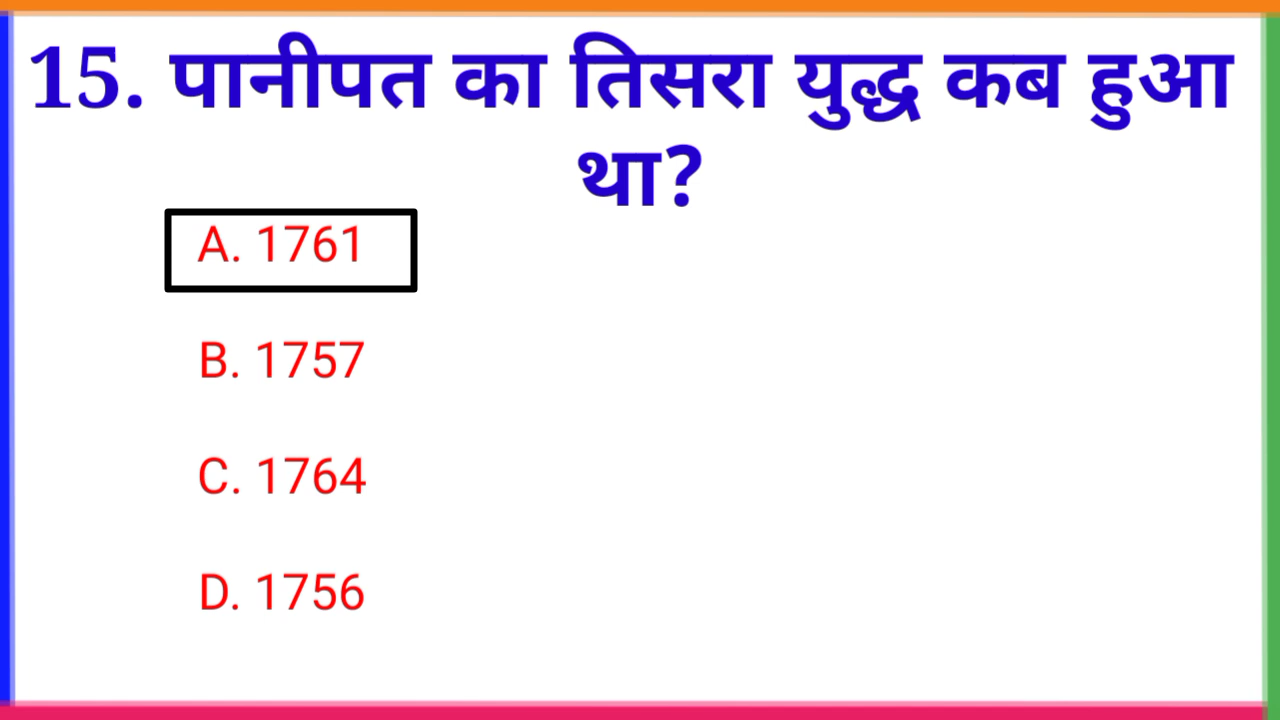 15. पानीपत का तिसरा युद्ध कब हुआ
था?
A. 1761
B. 1757
C. 1764
D. 1756